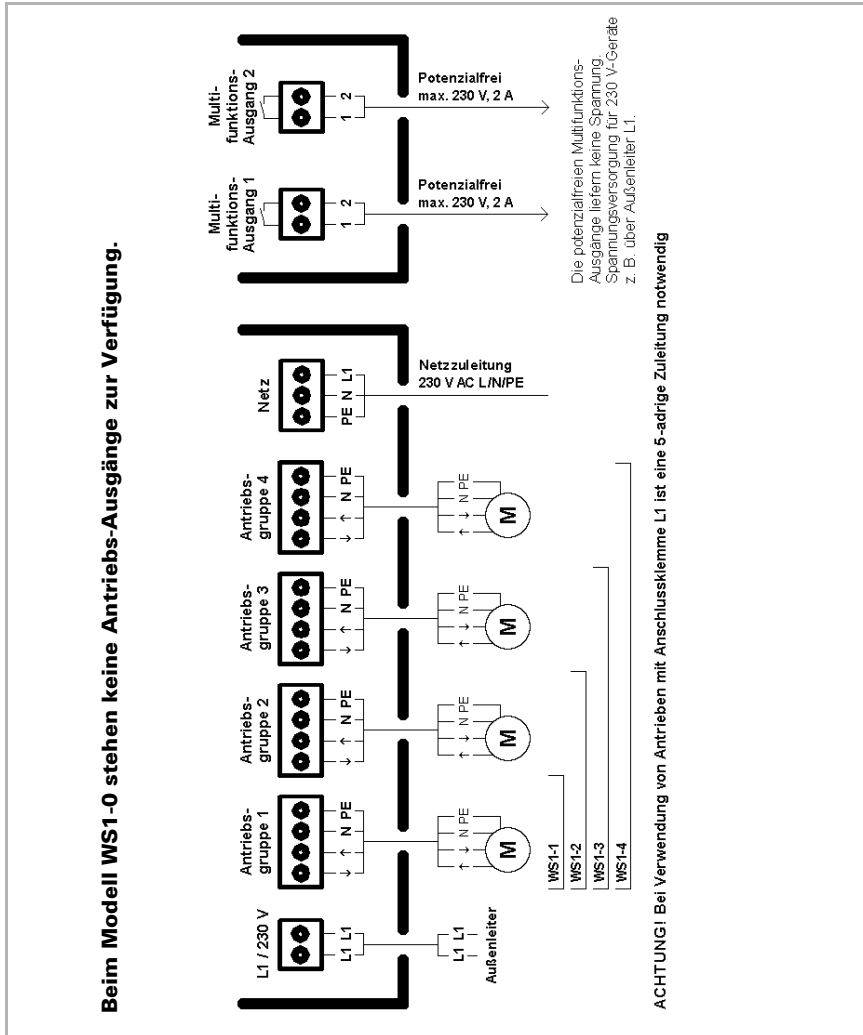 Beim Modell WS1-0 stehen keine Antriebs-Ausgänge zur Verfügung.
L1 / 230 V
L1 L1
L1 L1
Außenleiter
Antriebs-
gruppe 1
↓ ↑ N PE
↑ ↓ N PE
M
Antriebs-
gruppe 2
↓ ↑ N PE
↑ ↓ N PE
M
Antriebs-
gruppe 3
↓ ↑ N PE
↑ ↓ N PE
M
Antriebs-
gruppe 4
↓ ↑ N PE
↑ ↓ N PE
M
Netz
PE N L1
Netzzuleitung
230 V AC L/N/PE
Multi-
funktions-
Ausgang 1
1 2
Potenzialfrei
max. 230 V, 2 A
Multi-
funktions-
Ausgang 2
1 2
Potenzialfrei
max. 230 V, 2 A
WS1-1
WS1-2
WS1-3
WS1-4
Die potenzialfreien Multifunktions-
Ausgänge liefern keine Spannung.
Spannungsversorgung für 230 V-Geräte
z. B. über Außenleiter L1.
ACHTUNG! Bei Verwendung von Antrieben mit Anschlussklemme L1 ist eine 5-adrige Zuleitung notwendig